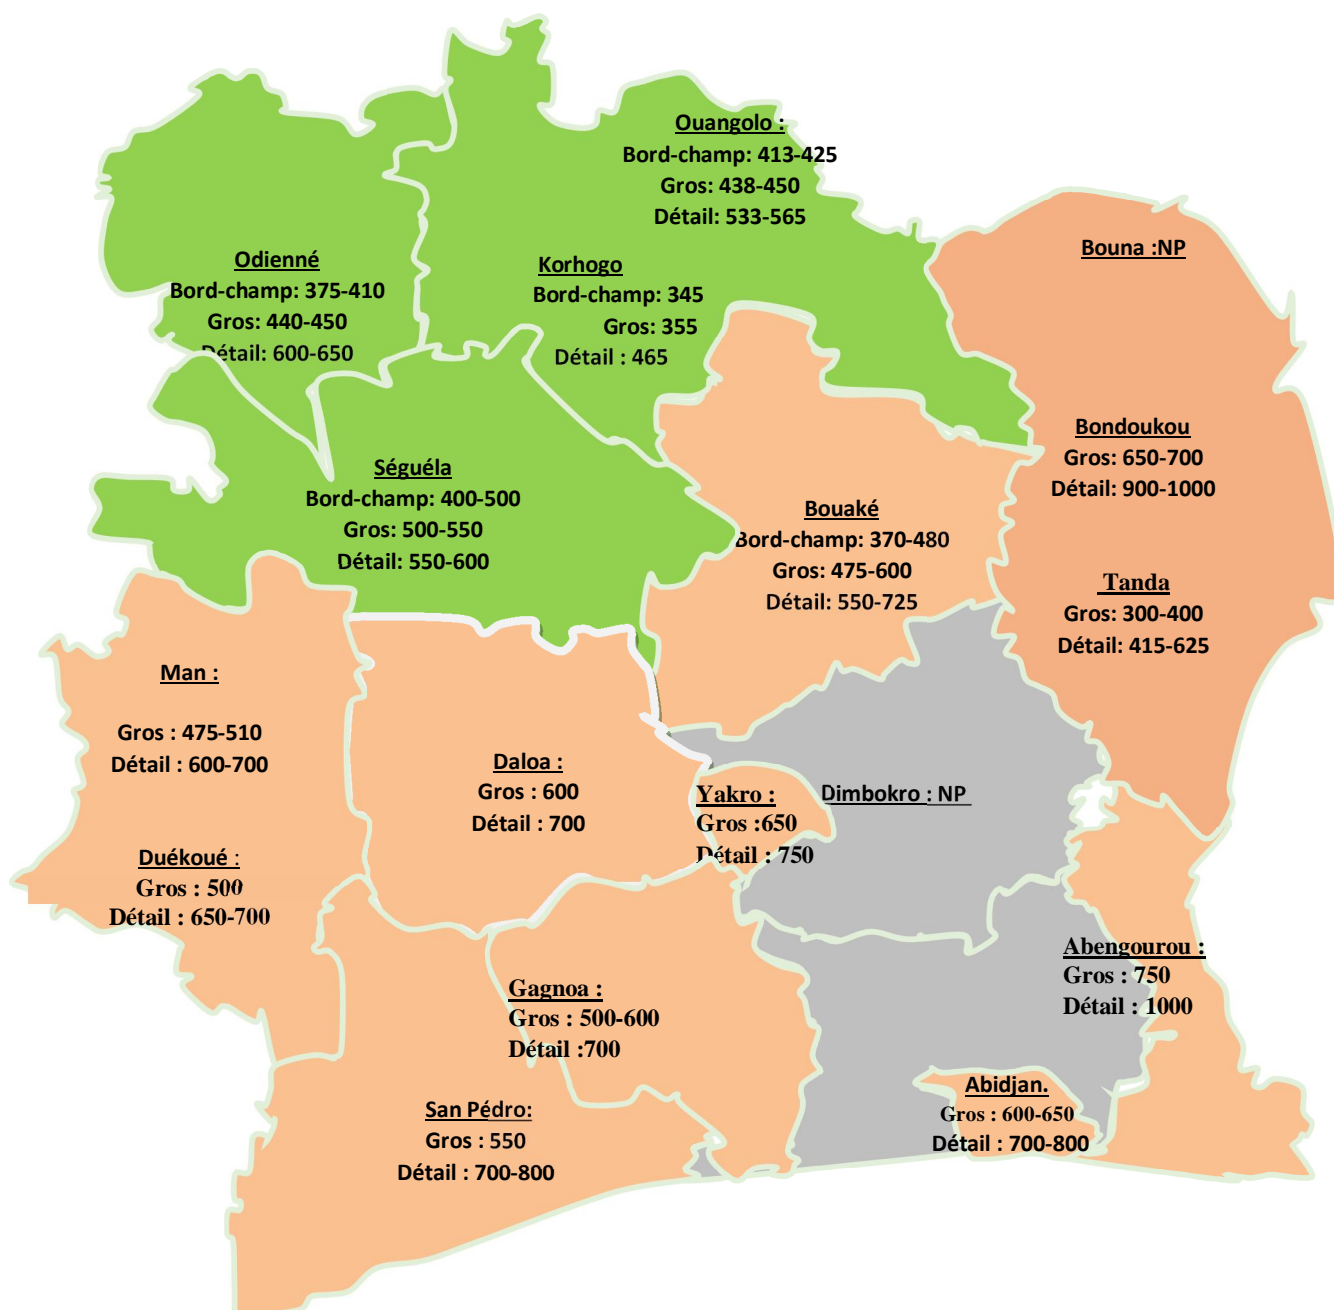 Ouangolo :
Bord-champ: 413-425
Gros: 438-450
Détail: 533-565
Bouna :NP
Odienné
Bord-champ: 375-410
Gros: 440-450
Détail: 600-650
Korhogo
Bord-champ: 345
Gros: 355
Détail : 465
Bondoukou
Gros: 650-700
Détail: 900-1000
Séguéla
Bord-champ: 400-500
Gros: 500-550
Détail: 550-600
Bouaké
Bord-champ: 370-480
Gros: 475-600
Détail: 550-725
Tanda
Gros: 300-400
Détail: 415-625
Man :
Gros : 475-510
Détail : 600-700
Daloa :
Gros : 600
Détail : 700
Yakro :
Gros :650
Détail : 750
Dimbokro : NP
Duékoué :
Gros : 500
Détail : 650-700
Abengourou :
Gros : 750
Détail : 1000
Gagnoa :
Gros : 500-600
Détail :700
Abidjan.
Gros : 600-650
Détail : 700-800
San Pédro:
Gros : 550
Détail : 700-800